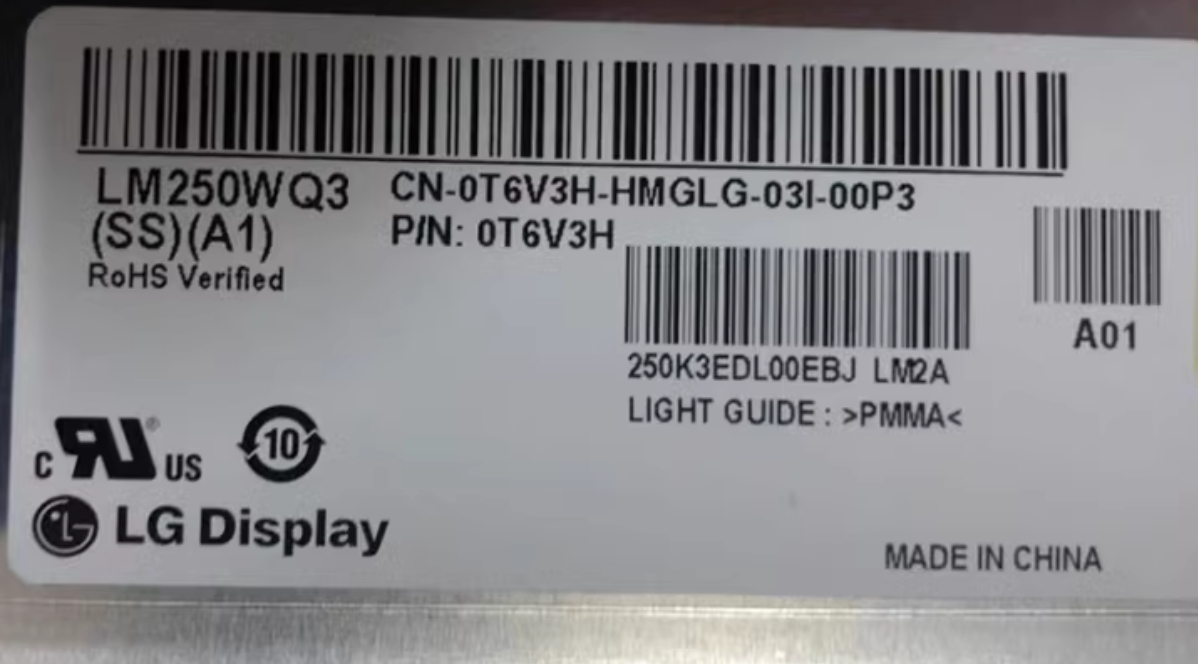 LM250WQ3 CN-0T6V3H-HMGLG-03I-00P3
(SS)(A1) P/N: 0T6V3H
RoHS Verified
A01
250K3EDL00EBJ LM2A
LIGHT GUIDE : >PMMA<
C RU® US 10
LG Display
MADE IN CHINA